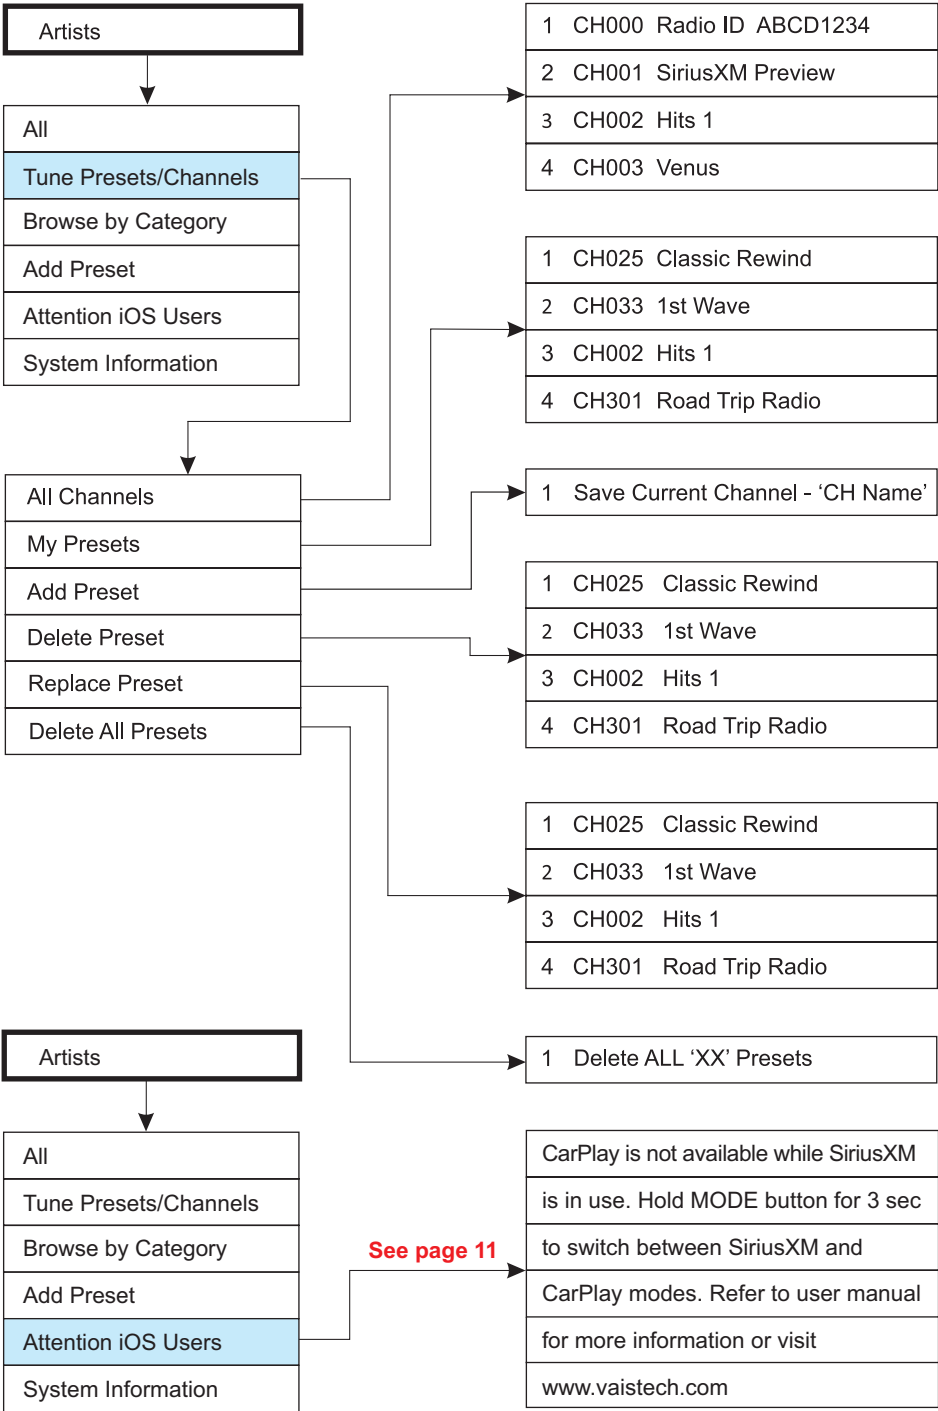 Artists
All
Tune Presets/Channels
Browse by Category
Add Preset
Attention iOS Users
System Information
All Channels
My Presets
Add Preset
Delete Preset
Replace Preset
Delete All Presets
1 CH000 Radio ID ABCD1234
2 CH001 SiriusXM Preview
3 CH002 Hits 1
4 CH003 Venus
1 CH025 Classic Rewind
2 CH033 1st Wave
3 CH002 Hits 1
4 CH301 Road Trip Radio
1 Save Current Channel - ‘CH Name’
1 CH025 Classic Rewind
2 CH033 1st Wave
3 CH002 Hits 1
4 CH301 Road Trip Radio
1 CH025 Classic Rewind
2 CH033 1st Wave
3 CH002 Hits 1
4 CH301 Road Trip Radio
1 Delete ALL ‘XX’ Presets
Artists
All
Tune Presets/Channels
Browse by Category
Add Preset
Attention iOS Users
System Information
See page 11
CarPlay is not available while SiriusXM
is in use. Hold MODE button for 3 sec
to switch between SiriusXM and
CarPlay modes. Refer to user manual
for more information or visit
www.vaistech.com